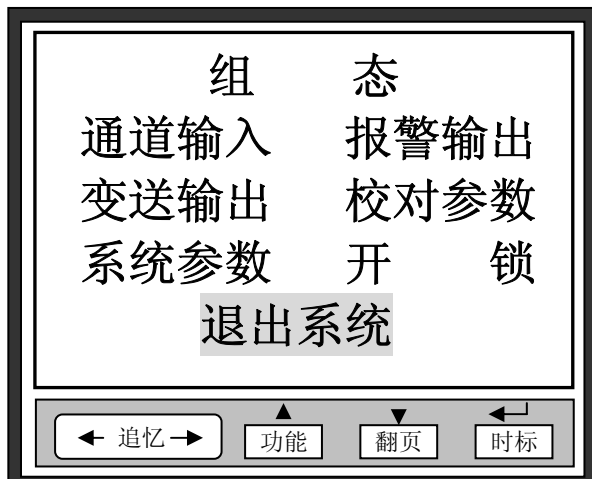 组 态
通道输入 报警输出
变送输出 校对参数
系统参数 开 锁
退出系统
追忆 功能 翻页 时标